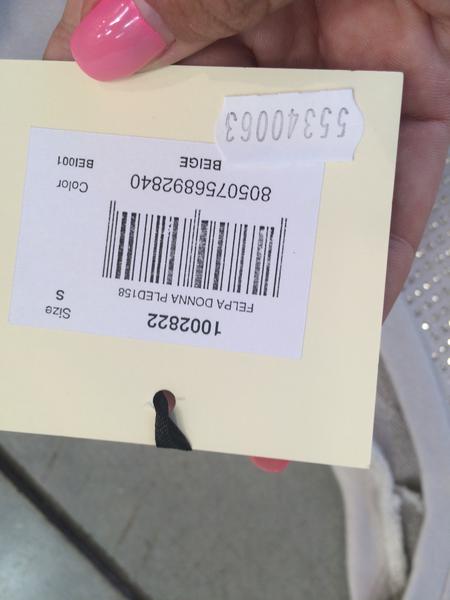 1002822
FELPA DONNA PLED158
Size
S
8050756892840
Color
BEI001
BEIGE
55340063